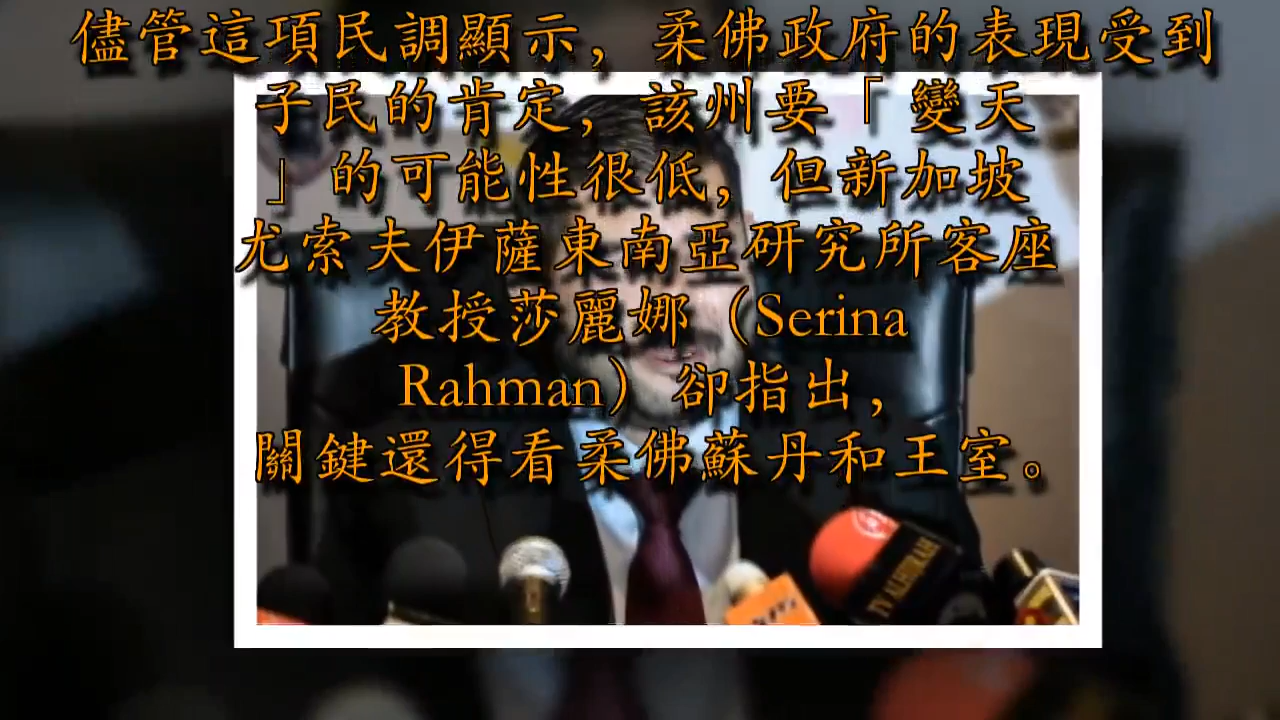 儘管這項民調顯示，柔佛政府的表現受到
子民的肯定，該州要「變天
」的可能性很低，但新加坡
尤索夫伊薩東南亞研究所客座
教授莎麗娜（Serina
Rahman）卻指出，
關鍵還得看柔佛蘇丹和王室。
TV ALHIJRAH